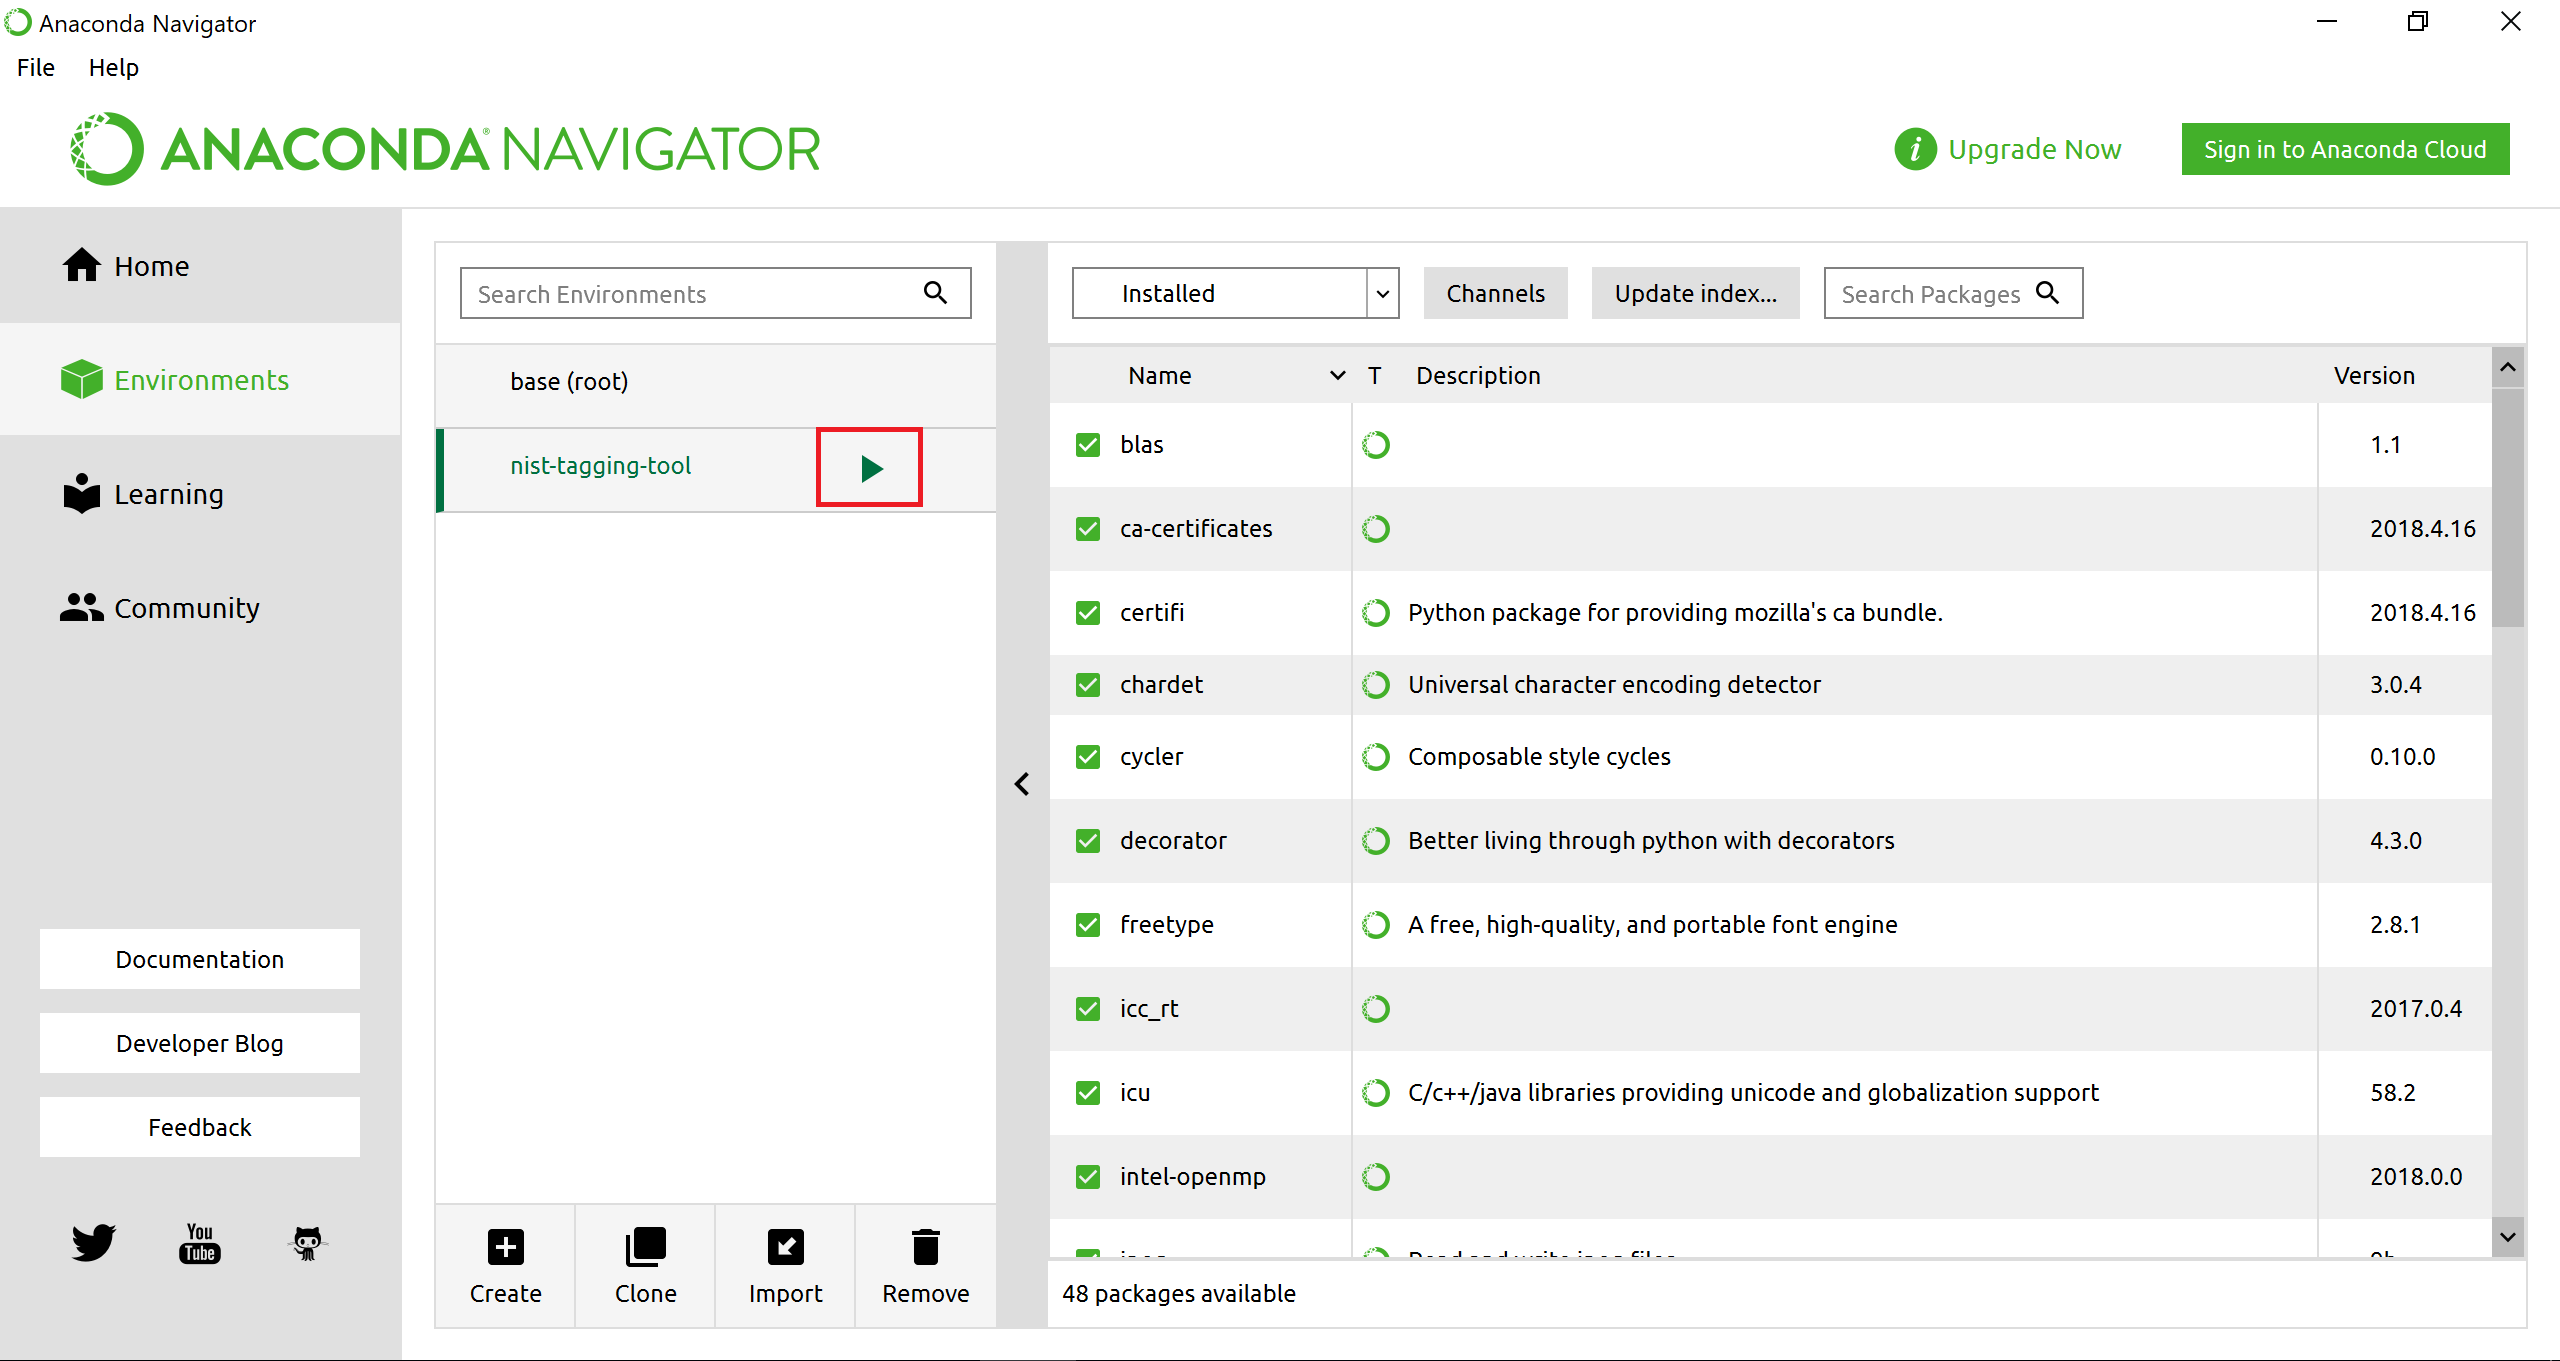 Anaconda Navigator
File Help
ANACONDA® NAVIGATOR
i Upgrade Now
Sign in to Anaconda Cloud
Home
Environments
Learning
Community
Documentation
Developer Blog
Feedback
You Tube
Search Environments
base (root)
nist-tagging-tool
Create Clone Import Remove
Installed Channels Update index... Search Packages
Name T Description Version
blas 1.1
ca-certificates 2018.4.16
certifi Python package for providing mozilla's ca bundle. 2018.4.16
chardet Universal character encoding detector 3.0.4
cycler Composable style cycles 0.10.0
decorator Better living through python with decorators 4.3.0
freetype A free, high-quality, and portable font engine 2.8.1
icc_rt 2017.0.4
icu C/c++/java libraries providing unicode and globalization support 58.2
intel-openmp 2018.0.0
48 packages available